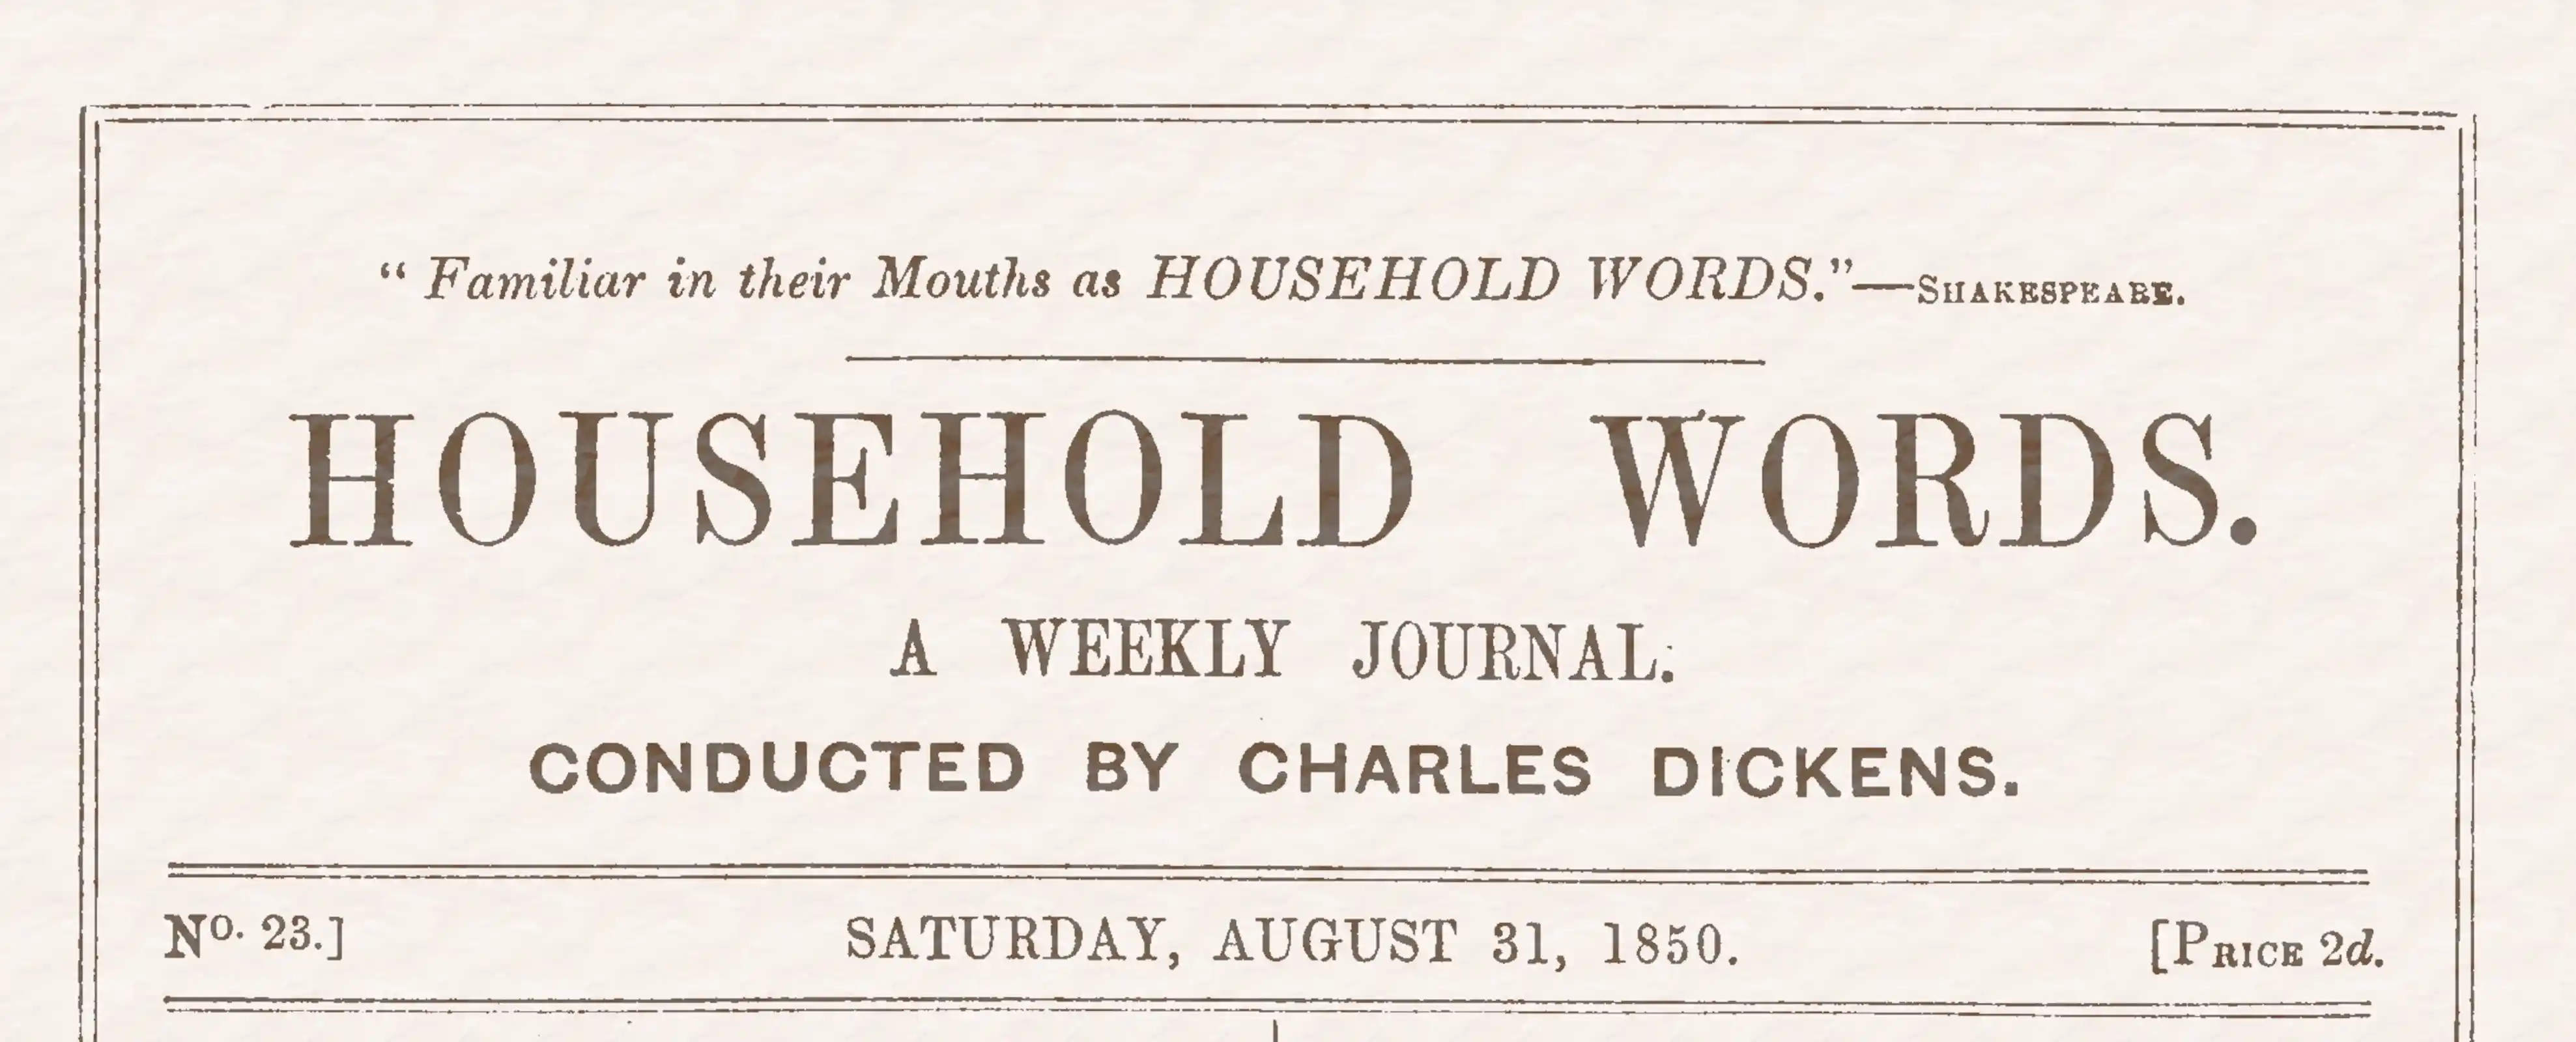 “ Familiar in their Mouths as HOUSEHOLD WORDS.”—SHAKESPEARE.
HOUSEHOLD WORDS.
A WEEKLY JOURNAL.
CONDUCTED BY CHARLES DICKENS.
No. 23.] SATURDAY, AUGUST 31, 1850. [PRICE 2d.